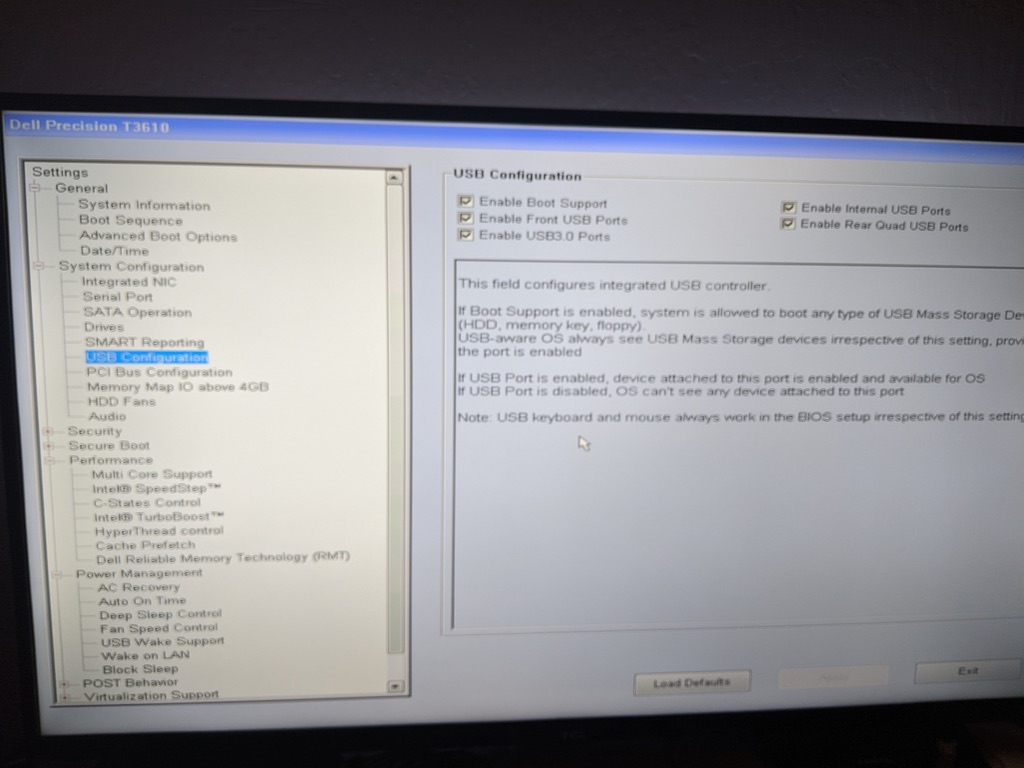 Dell Precision T3610
Settings
General
System Information
Boot Sequence
Advanced Boot Options
Date/Time
System Configuration
Integrated NIC
Serial Port
SATA Operation
Drives
SMART Reporting
USB Configuration
PCI Bus Configuration
Memory Map IO above 4GB
HDD Fans
Audio
Security
Secure Boot
Performance
Multi Core Support
Intel® SpeedStep™
C-States Control
Intel® TurboBoost™
HyperThread control
Cache Prefetch
Dell Reliable Memory Technology (RMT)
Power Management
AC Recovery
Auto On Time
Deep Sleep Control
Fan Speed Control
USB Wake Support
Wake on LAN
Block Sleep
POST Behavior
Virtualization Support
USB Configuration
Enable Boot Support
Enable Front USB Ports
Enable USB3.0 Ports
Enable Internal USB Ports
Enable Rear Quad USB Ports
This field configures integrated USB controller.
If Boot Support is enabled, system is allowed to boot any type of USB Mass Storage De
(HDD, memory key, floppy).
USB-aware OS always see USB Mass Storage devices irrespective of this setting, provi
the port is enabled
If USB Port is enabled, device attached to this port is enabled and available for OS
If USB Port is disabled, OS can't see any device attached to this port
Note: USB keyboard and mouse always work in the BIOS setup irrespective of this setting
Load Defaults
Exit